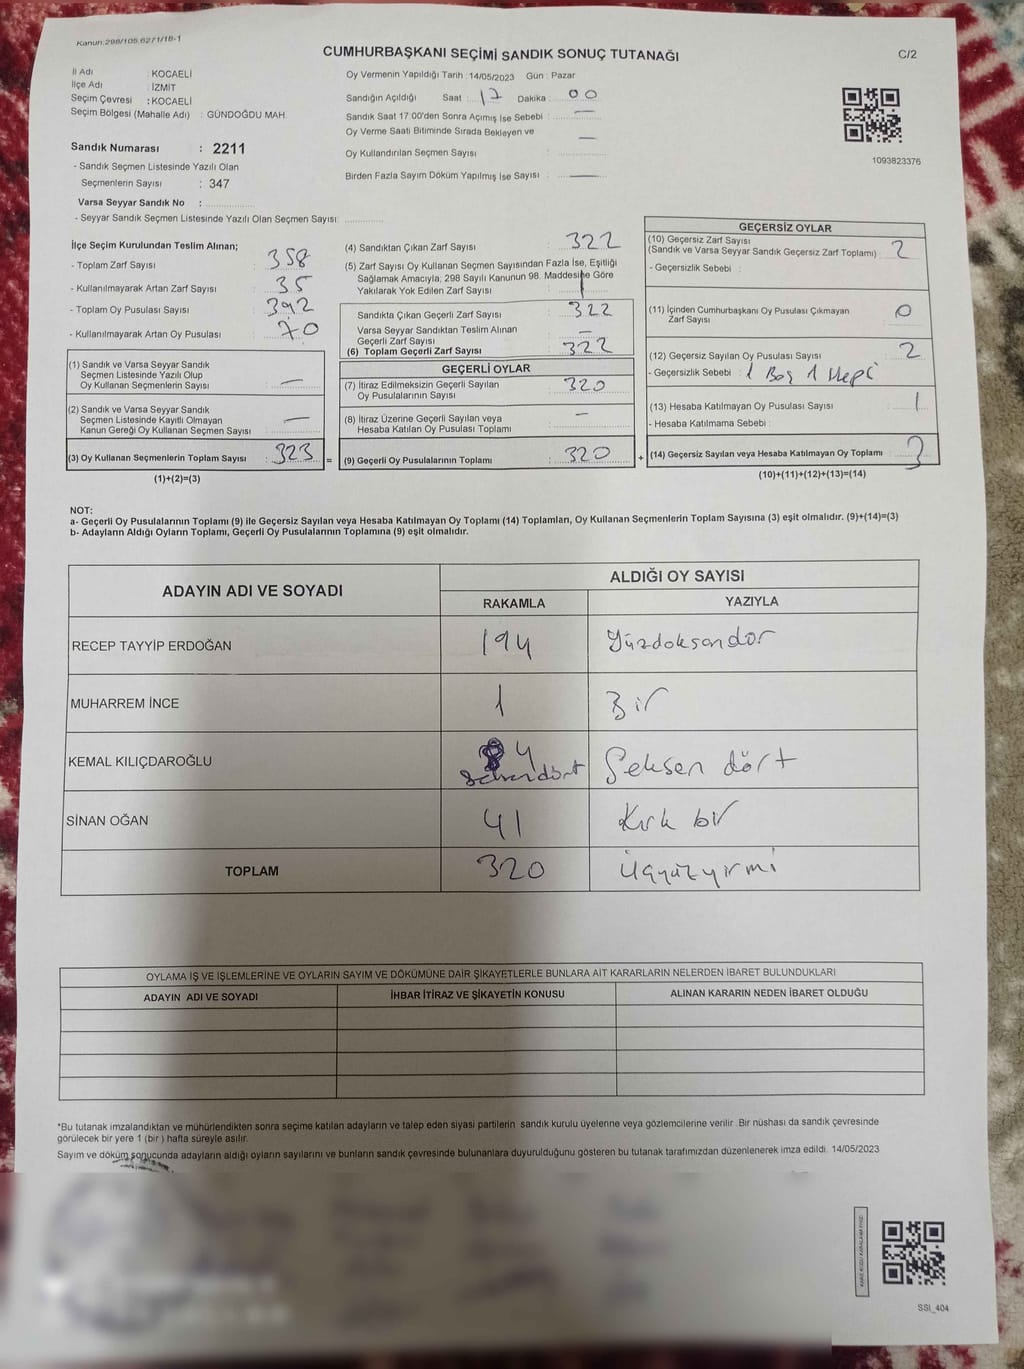 Kanun:298/105.6271/18-1
CUMHURBAŞKANI SEÇİMİ SANDIK SONUÇ TUTANAĞI
C/2
İl Adı : KOCAELİ
İlçe Adı : İZMİT
Seçim Çevresi : KOCAELİ
Seçim Bölgesi (Mahalle Adı) : GÜNDOĞDU MAH.
Sandık Numarası : 2211
- Sandık Seçmen Listesinde Yazılı Olan
Seçmenlerin Sayısı : 347
Varsa Seyyar Sandık No :
- Seyyar Sandık Seçmen Listesinde Yazılı Olan Seçmen Sayısı:
Oy Vermenin Yapıldığı Tarih :14/05/2023 Gün : Pazar
Sandığın Açıldığı Saat : 17 Dakika : 00
Sandık Saat 17 00'den Sonra Açımış İse Sebebi : —
Oy Verme Saati Bitiminde Sırada Bekleyen ve
Oy Kullandırılan Seçmen Sayısı : —
Birden Fazla Sayım Döküm Yapılmış İse Sayısı : —
1093823376
İlçe Seçim Kurulundan Teslim Alınan;
- Toplam Zarf Sayısı : 358
- Kullanılmayarak Artan Zarf Sayısı : 35
- Toplam Oy Pusulası Sayısı : 392
- Kullanılmayarak Artan Oy Pusulası : 70
(1) Sandık ve Varsa Seyyar Sandık
Seçmen Listesinde Yazılı Olup
Oy Kullanan Seçmenlerin Sayısı : —
(2) Sandık ve Varsa Seyyar Sandık
Seçmen Listesinde Kayıtlı Olmayan
Kanun Gereği Oy Kullanan Seçmen Sayısı : —
(3) Oy Kullanan Seçmenlerin Toplam Sayısı : 323
(1)+(2)=(3)
(4) Sandıktan Çıkan Zarf Sayısı : 322
(5) Zarf Sayısı Oy Kullanan Seçmen Sayısından Fazla İse, Eşitliği
Sağlamak Amacıyla, 298 Sayılı Kanunun 98. Maddesine Göre
Yakılarak Yok Edilen Zarf Sayısı : 1
Sandıkta Çıkan Geçerli Zarf Sayısı : 322
Varsa Seyyar Sandıktan Teslim Alınan
Geçerli Zarf Sayısı : —
(6) Toplam Geçerli Zarf Sayısı : 322
GEÇERLİ OYLAR
(7) İtiraz Edilmeksizin Geçerli Sayılan
Oy Pusulalarının Sayısı : 320
(8) İtiraz Üzerine Geçerli Sayılan veya
Hesaba Katılan Oy Pusulası Toplamı : —
= (9) Geçerli Oy Pusulalarının Toplamı : 320
GEÇERSİZ OYLAR
(10) Geçersiz Zarf Sayısı
(Sandık ve Varsa Seyyar Sandık Geçersiz Zarf Toplamı) : 2
- Geçersizlik Sebebi :
(11) İçinden Cumhurbaşkanı Oy Pusulası Çıkmayan
Zarf Sayısı : 0
(12) Geçersiz Sayılan Oy Pusulası Sayısı : 2
- Geçersizlik Sebebi : 1 Boş 1 Hepsi
(13) Hesaba Katılmayan Oy Pusulası Sayısı : 1
- Hesaba Katılmama Sebebi :
+ (14) Geçersiz Sayılan veya Hesaba Katılmayan Oy Toplamı : 3
(10)+(11)+(12)+(13)=(14)
NOT:
a- Geçerli Oy Pusulalarının Toplamı (9) ile Geçersiz Sayılan veya Hesaba Katılmayan Oy Toplamı (14) Toplamları, Oy Kullanan Seçmenlerin Toplam Sayısına (3) eşit olmalıdır. (9)+(14)=(3)
b- Adayların Aldığı Oyların Toplamı, Geçerli Oy Pusulalarının Toplamına (9) eşit olmalıdır.
ADAYIN ADI VE SOYADI
ALDIĞI OY SAYISI
RAKAMLA YAZIYLA
RECEP TAYYİP ERDOĞAN 194 Yüzdoksandör
MUHARREM İNCE 1 Bir
KEMAL KILIÇDAROĞLU 84 Seksen dört
seksendört
SİNAN OĞAN 41 Kırk bir
TOPLAM 320 Üçyüzyirmi
OYLAMA İŞ VE İŞLEMLERİNE VE OYLARIN SAYIM VE DÖKÜMÜNE DAİR ŞİKAYETLERLE BUNLARA AİT KARARLARIN NELERDEN İBARET BULUNDUKLARI
ADAYIN ADI VE SOYADI İHBAR İTİRAZ VE ŞİKAYETİN KONUSU ALINAN KARARIN NEDEN İBARET OLDUĞU
*Bu tutanak imzalandıktan ve mühürlendikten sonra seçime katılan adayların ve talep eden siyasi partilerin sandık kurulu üyelerine veya gözlemcilerine verilir. Bir nüshası da sandık çevresinde
görülecek bir yere 1 (bir) hafta süreyle asılır.
Sayım ve döküm sonucunda adayların aldığı oyların sayılarını ve bunların sandık çevresinde bulunanlara duyurulduğunu gösteren bu tutanak tarafımızdan düzenlenerek imza edildi. 14/05/2023
SSI_404